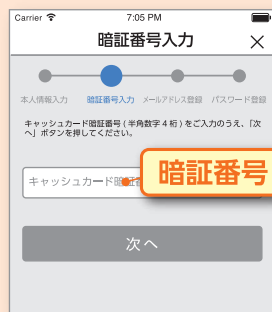 Carrier 7:05 PM
暗証番号入力
本人情報入力 暗証番号入力 メールアドレス登録 パスワード登録
キャッシュカード暗証番号(半角数字4桁)をご入力のうえ、「次
へ」ボタンを押してください。
キャッシュカード暗証
暗証番号
次へ